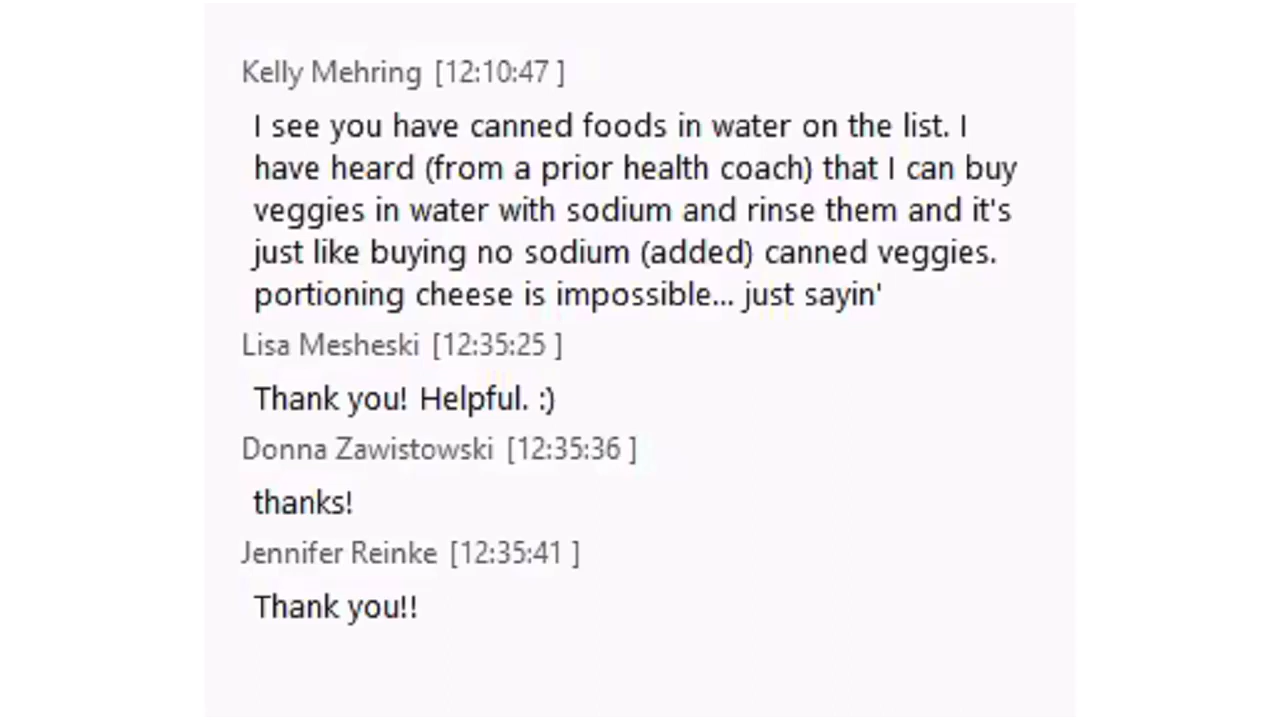 Kelly Mehring [12:10:47 ]
I see you have canned foods in water on the list. I
have heard (from a prior health coach) that I can buy
veggies in water with sodium and rinse them and it's
just like buying no sodium (added) canned veggies.
portioning cheese is impossible... just sayin'
Lisa Mesheski [12:35:25 ]
Thank you! Helpful. :)
Donna Zawistowski [12:35:36 ]
thanks!
Jennifer Reinke [12:35:41 ]
Thank you!!